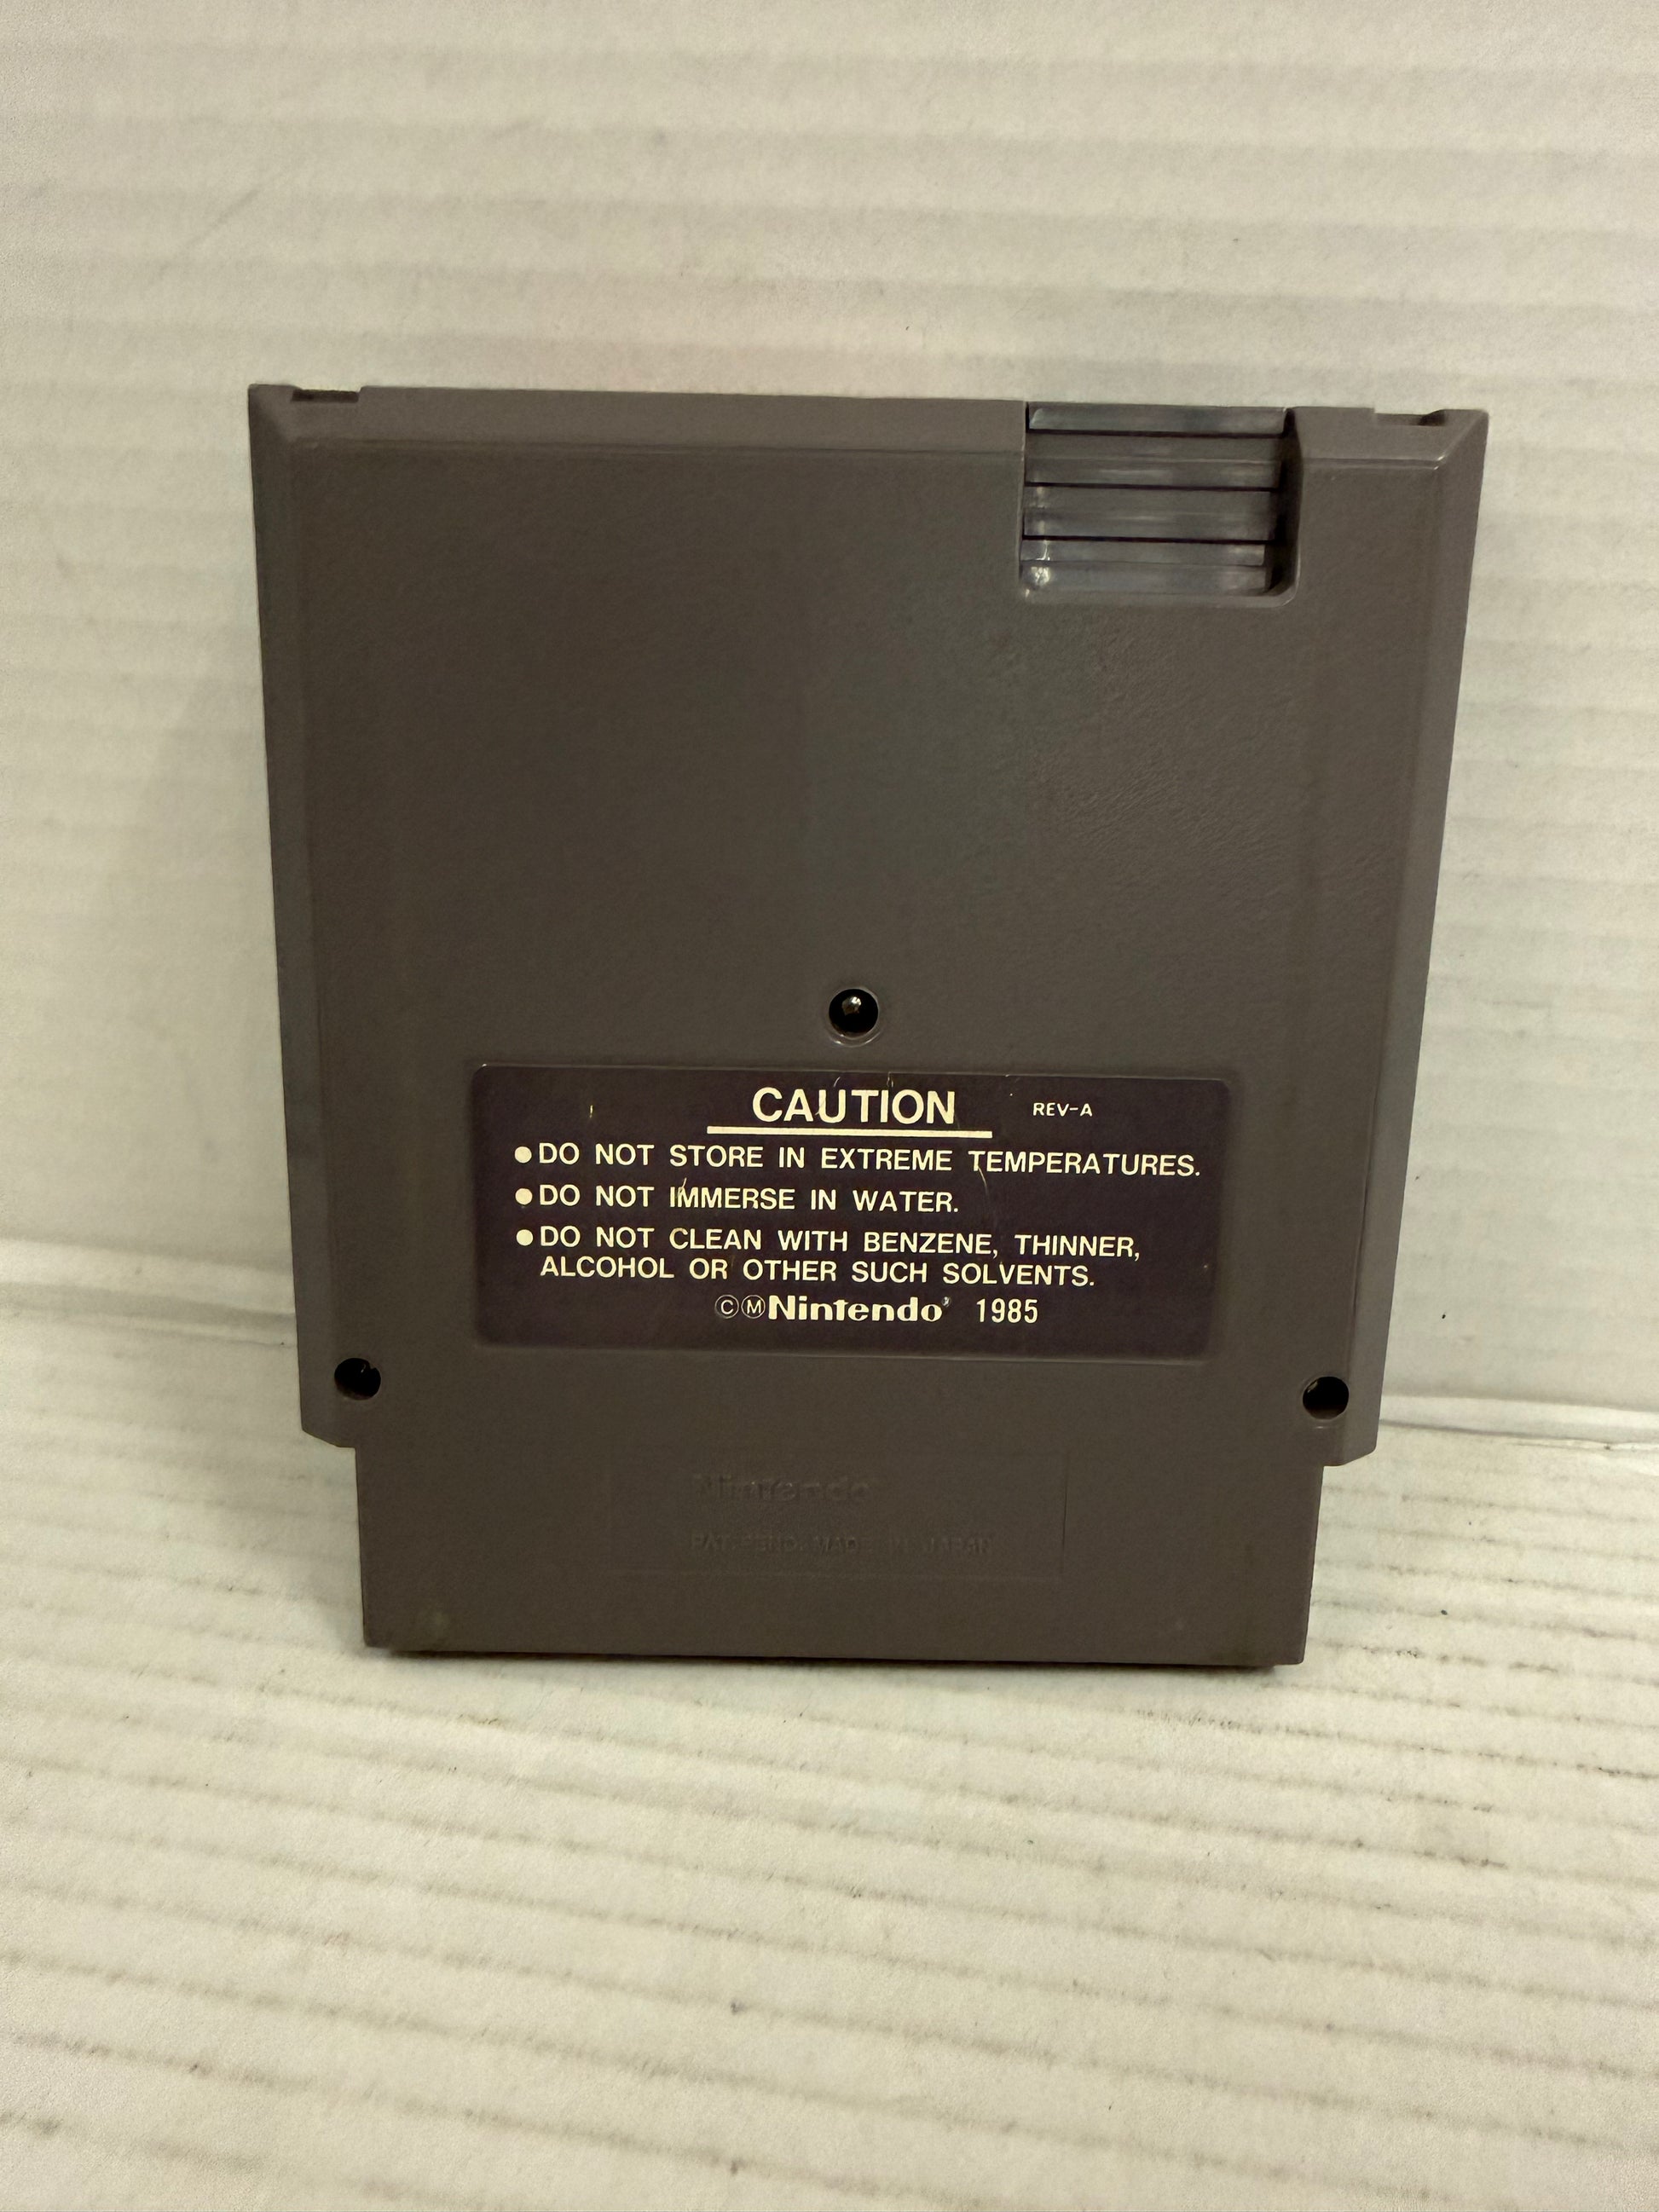 CAUTION REV-A
●DO NOT STORE IN EXTREME TEMPERATURES.
●DO NOT IMMERSE IN WATER.
●DO NOT CLEAN WITH BENZENE, THINNER,
ALCOHOL OR OTHER SUCH SOLVENTS.
ⒸⓂNintendo® 1985
Nintendo
PAT. PEND. MADE IN JAPAN